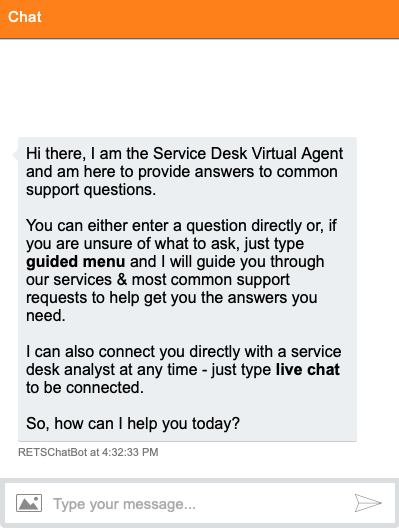 Chat
Hi there, I am the Service Desk Virtual Agent
and am here to provide answers to common
support questions.
You can either enter a question directly or, if
you are unsure of what to ask, just type
guided menu and I will guide you through
our services & most common support
requests to help get you the answers you
need.
I can also connect you directly with a service
desk analyst at any time - just type live chat
to be connected.
So, how can I help you today?
RETSChatBot at 4:32:33 PM
Type your message...